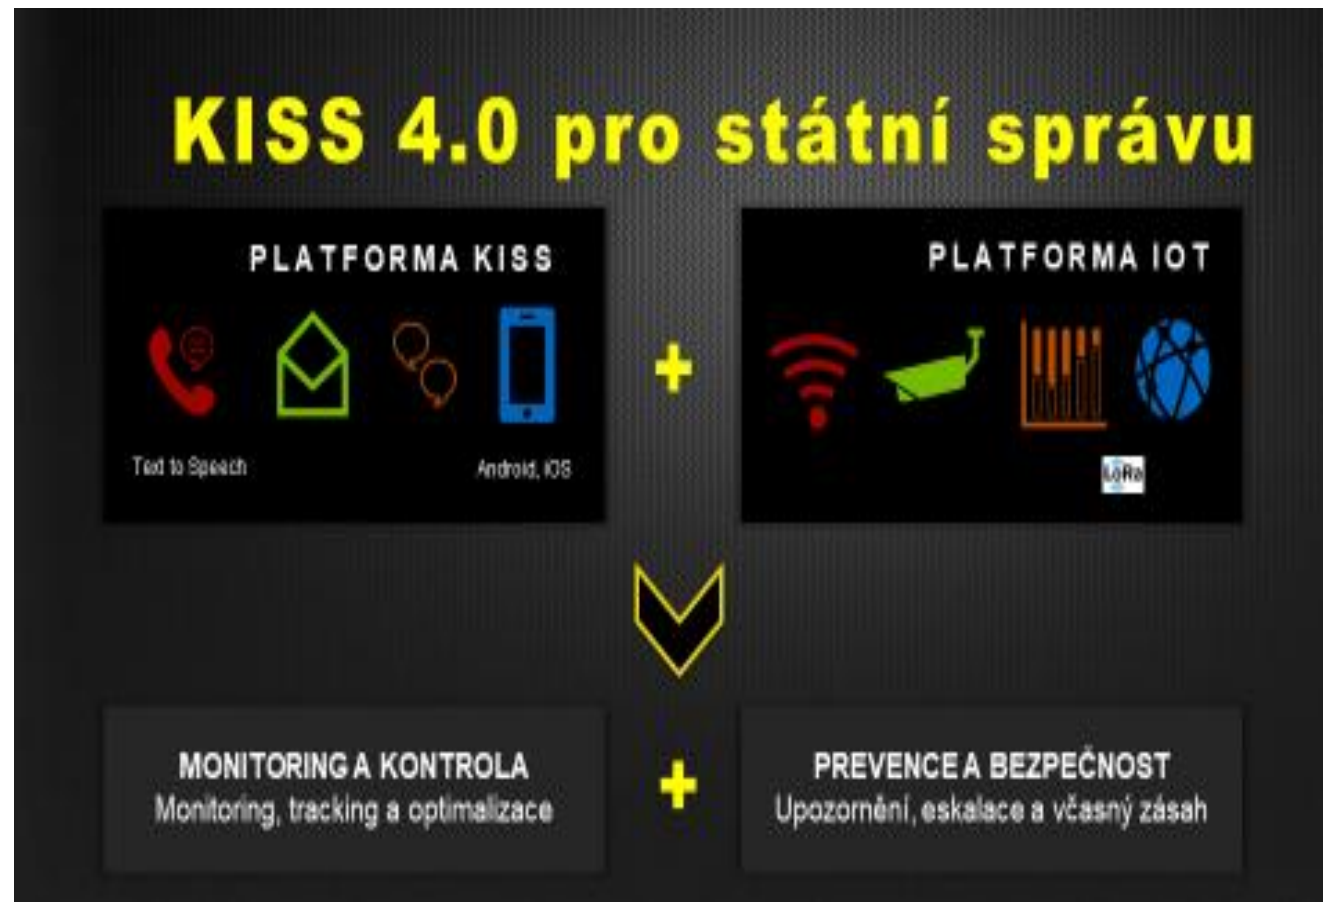 KISS 4.0 pro státní správu
PLATFORMA KISS
Text to Speech
Android, iOS
+
PLATFORMA IOT
LoRa
MONITORING A KONTROLA
Monitoring, tracking a optimalizace
+
PREVENCE A BEZPEČNOST
Upozornění, eskalace a včasný zásah